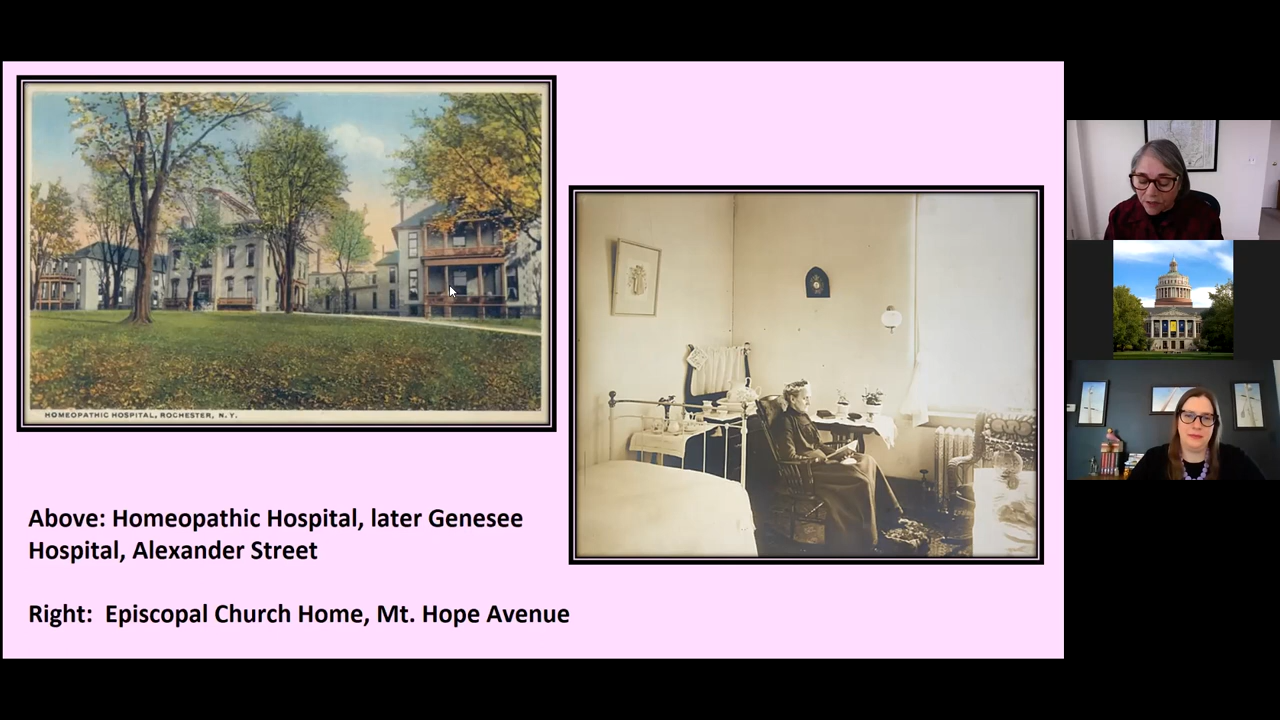 HOMEOPATHIC HOSPITAL, ROCHESTER, N.Y.
Above: Homeopathic Hospital, later Genesee
Hospital, Alexander Street
Right: Episcopal Church Home, Mt. Hope Avenue